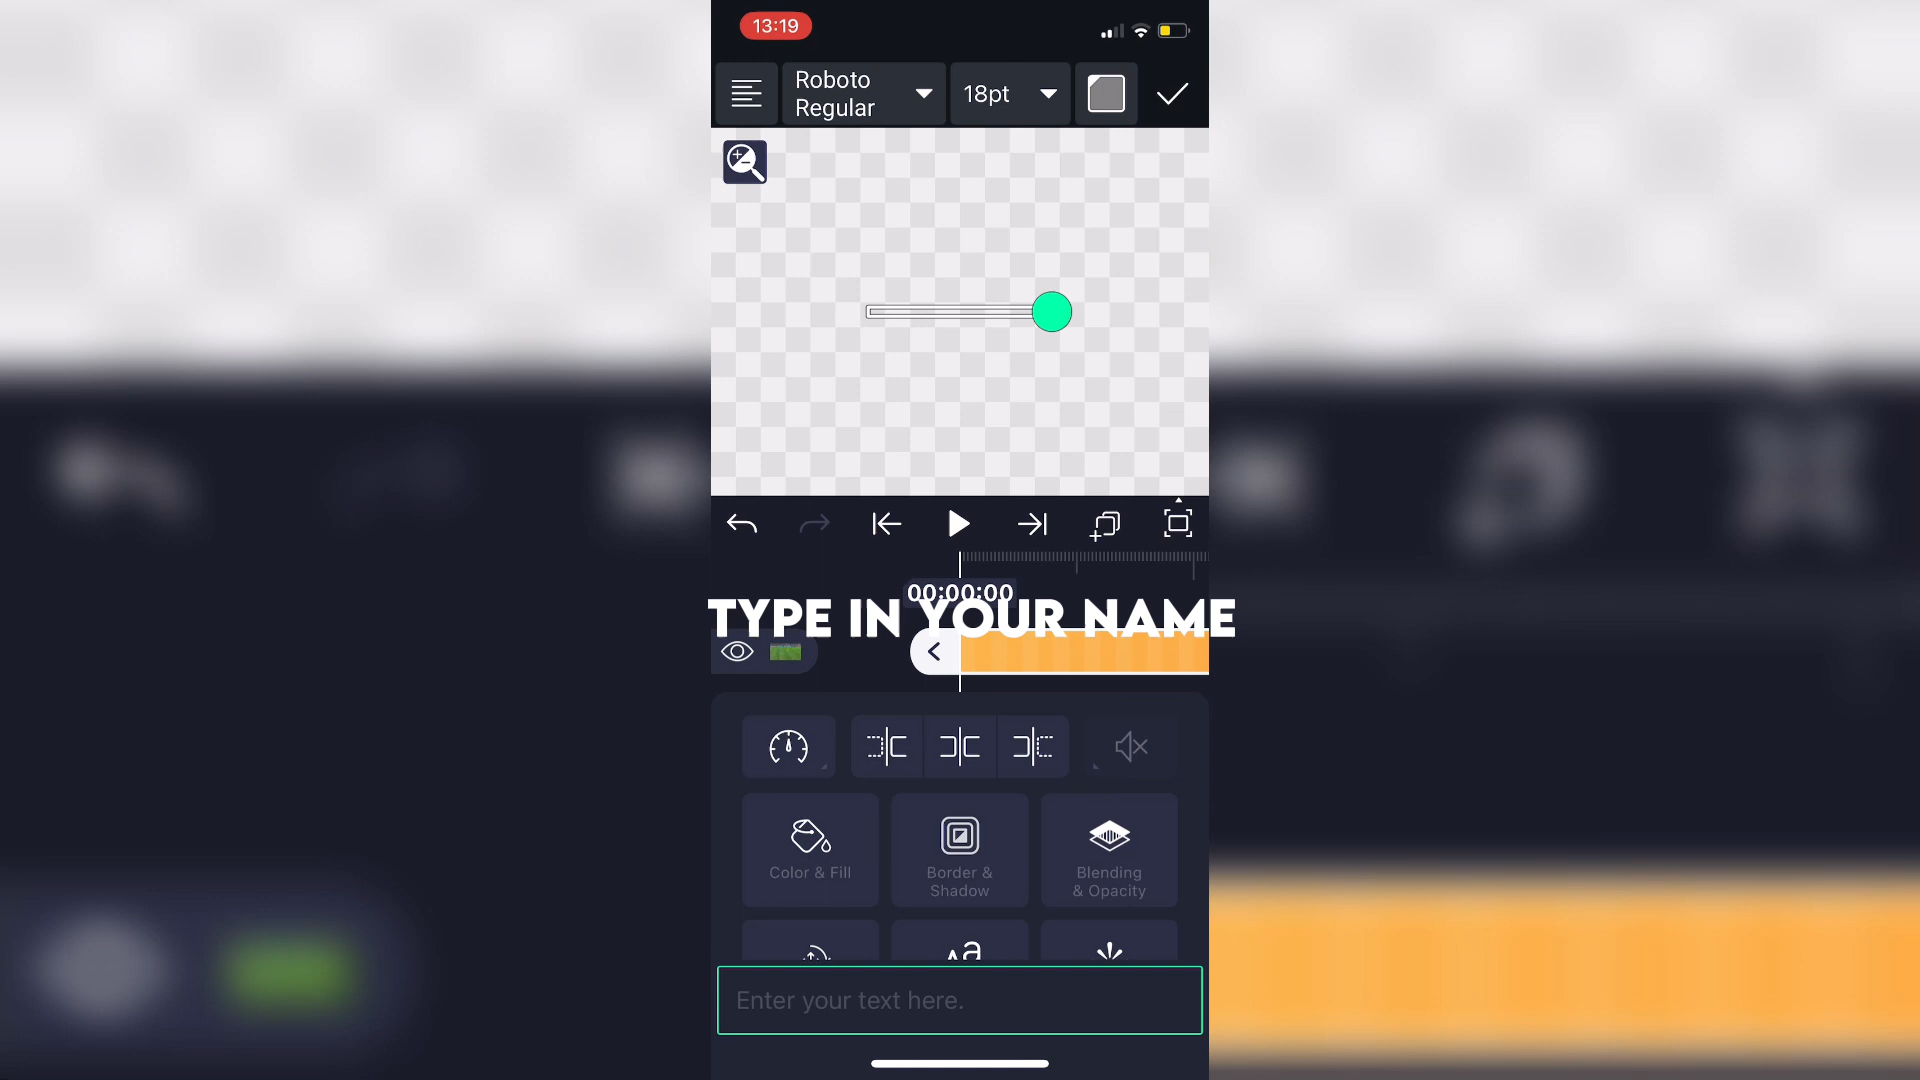 13:19
Roboto
Regular
18pt
00:00:00
TYPE IN YOUR NAME
Color & Fill
Border &
Shadow
Blending
& Opacity
Aa
Enter your text here.